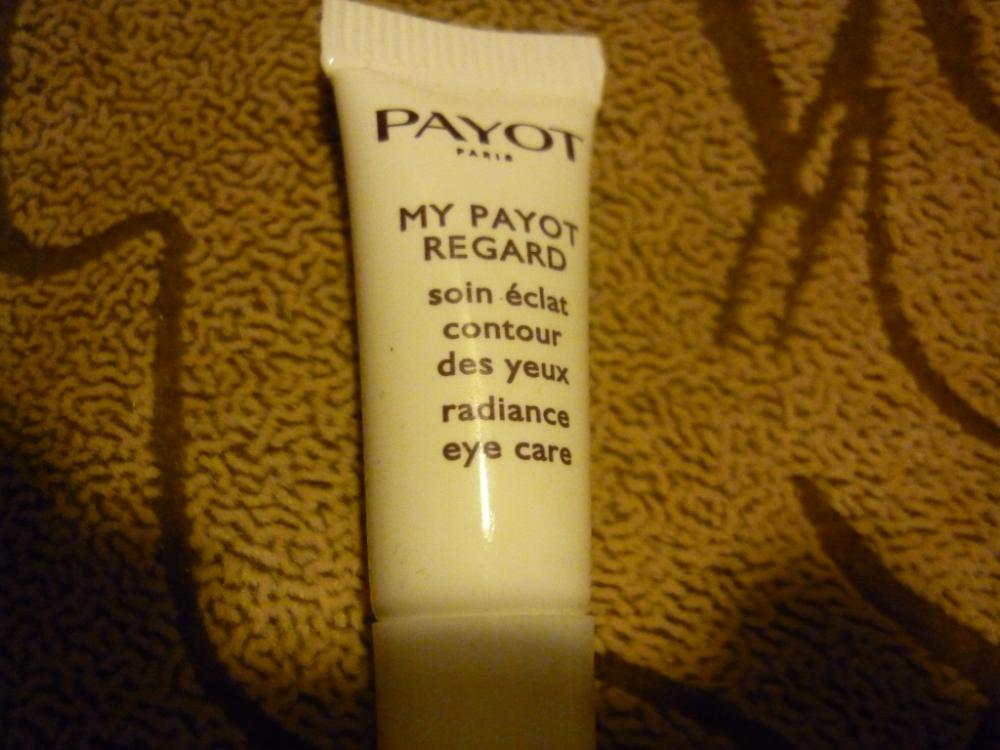 PAYOT
PARIS
MY PAYOT
REGARD
soin éclat
contour
des yeux
radiance
eye care